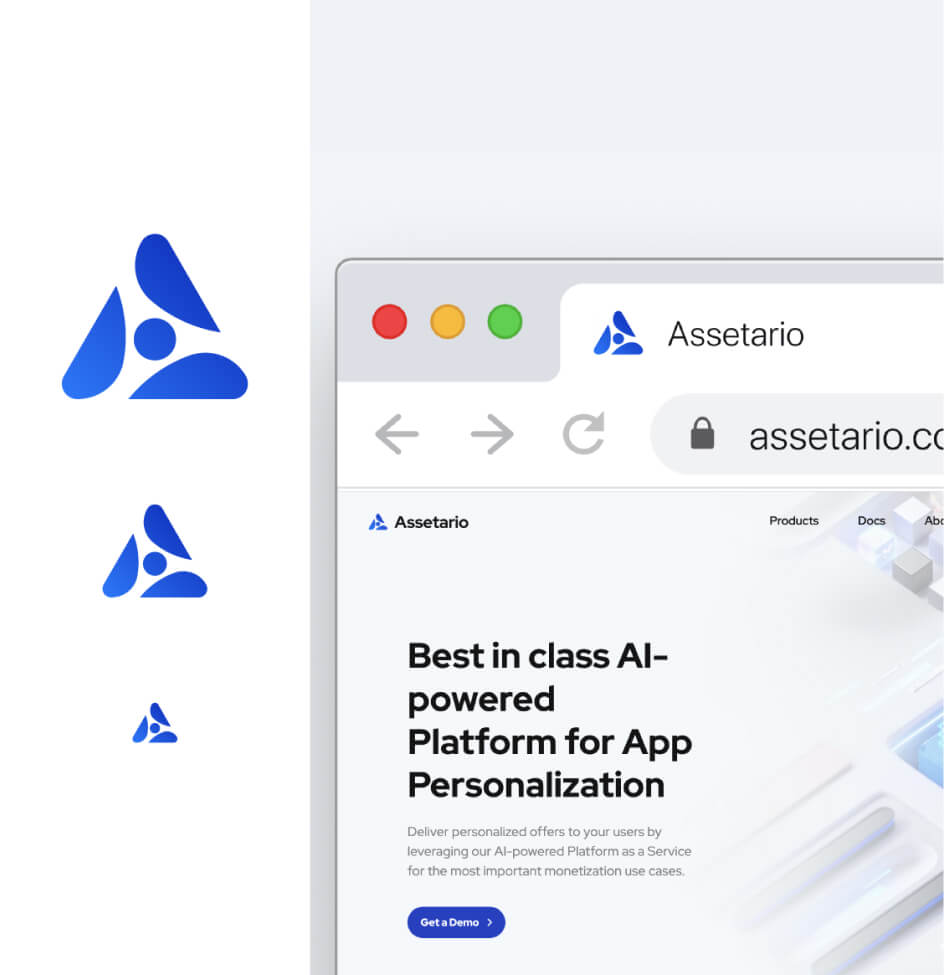 Assetario
assetario.co
Assetario
Products Docs Abo
Best in class AI-
powered
Platform for App
Personalization
Deliver personalized offers to your users by
leveraging our AI-powered Platform as a Service
for the most important monetization use cases.
Get a Demo